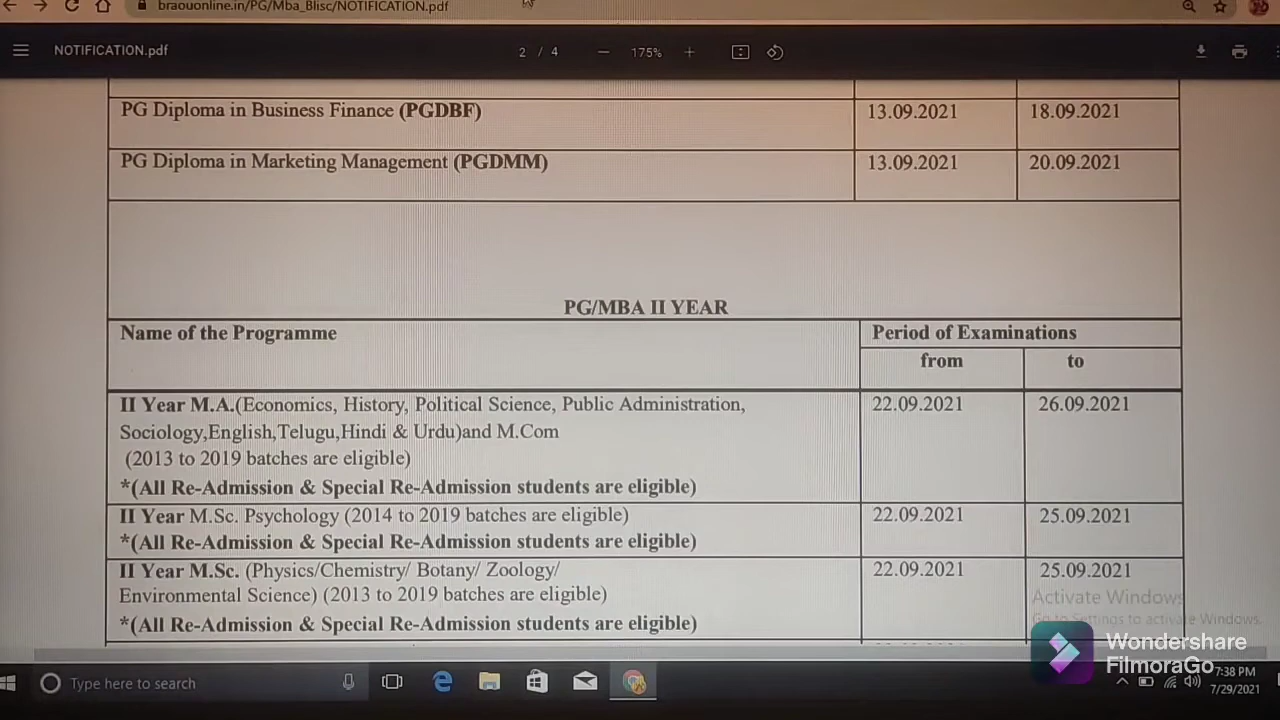 braouonline.in/PG/Mba_Blisc/NOTIFICATION.pdf
NOTIFICATION.pdf
2 / 4
175%
PG Diploma in Business Finance (PGDBF) 13.09.2021 18.09.2021
PG Diploma in Marketing Management (PGDMM) 13.09.2021 20.09.2021
PG/MBA II YEAR
Name of the Programme Period of Examinations
from to
II Year M.A.(Economics, History, Political Science, Public Administration, 22.09.2021 26.09.2021
Sociology,English,Telugu,Hindi & Urdu)and M.Com
(2013 to 2019 batches are eligible)
*(All Re-Admission & Special Re-Admission students are eligible)
II Year M.Sc. Psychology (2014 to 2019 batches are eligible) 22.09.2021 25.09.2021
*(All Re-Admission & Special Re-Admission students are eligible)
II Year M.Sc. (Physics/Chemistry/ Botany/ Zoology/ 22.09.2021 25.09.2021
Environmental Science) (2013 to 2019 batches are eligible)
*(All Re-Admission & Special Re-Admission students are eligible)
Activate Windows
Go to Settings to activate Windows.
Wondershare
FilmoraGo
Type here to search
7:38 PM
7/29/2021